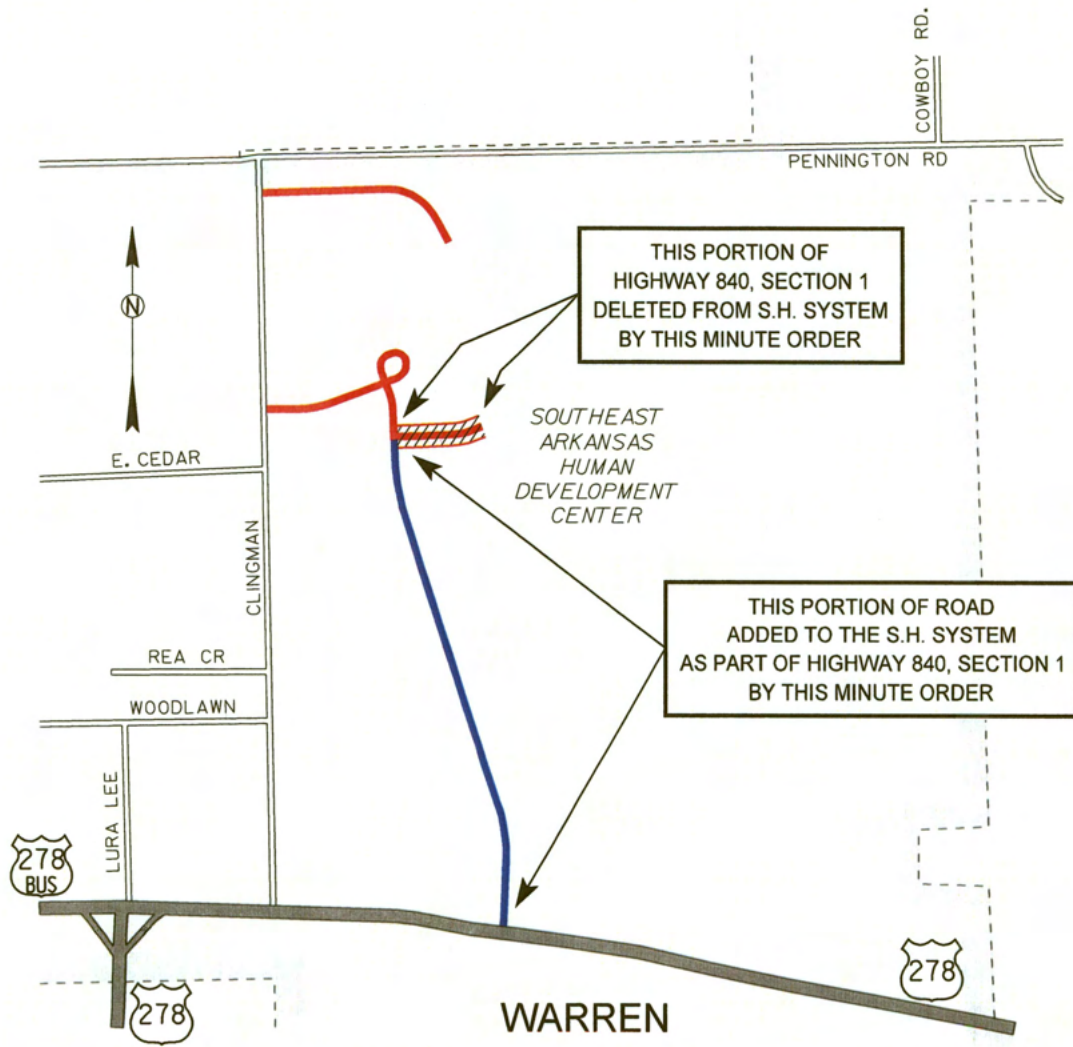 COWBOY RD.
PENNINGTON RD
THIS PORTION OF
HIGHWAY 840, SECTION 1
DELETED FROM S.H. SYSTEM
BY THIS MINUTE ORDER
N
SOUTHEAST
ARKANSAS
HUMAN
DEVELOPMENT
CENTER
E. CEDAR
CLINGMAN
THIS PORTION OF ROAD
ADDED TO THE S.H. SYSTEM
AS PART OF HIGHWAY 840, SECTION 1
BY THIS MINUTE ORDER
REA CR
WOODLAWN
LURA LEE
278
BUS
278
278
WARREN